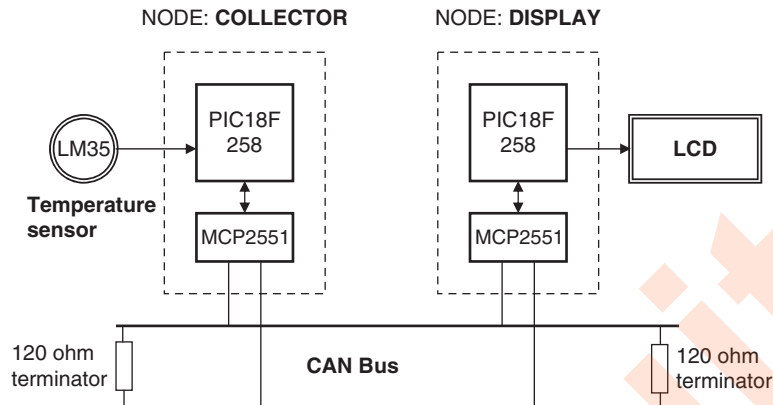 NODE: COLLECTOR
NODE: DISPLAY
PIC18F
258
PIC18F
258
LM35
LCD
Temperature
sensor
MCP2551
MCP2551
120 ohm
terminator
CAN Bus
120 ohm
terminator